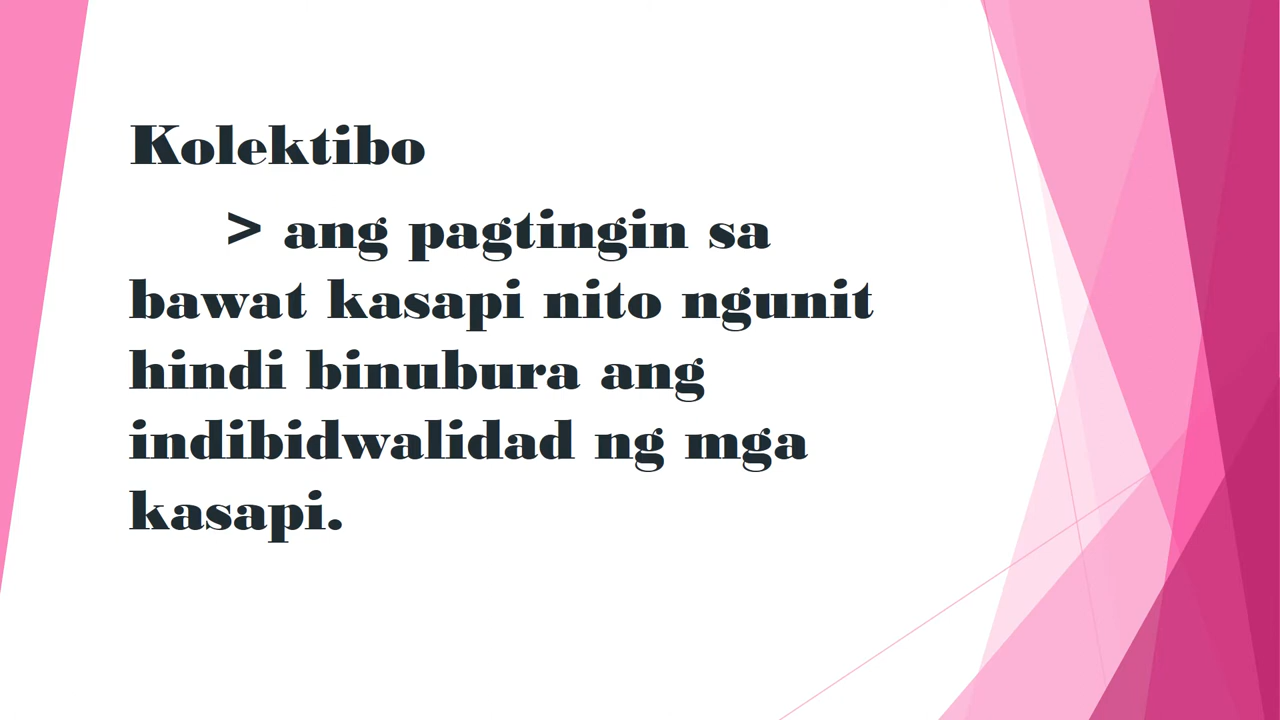 Kolektibo
> ang pagtingin sa
bawat kasapi nito ngunit
hindi binubura ang
indibidwalidad ng mga
kasapi.